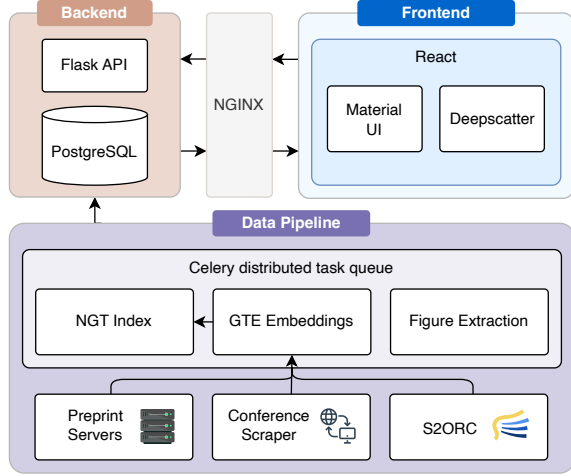 Backend
Frontend
Flask API
PostgreSQL
NGINX
React
Material
UI
Deepscatter
Data Pipeline
Celery distributed task queue
NGT Index
GTE Embeddings
Figure Extraction
Preprint
Servers
Conference
Scraper
S2ORC